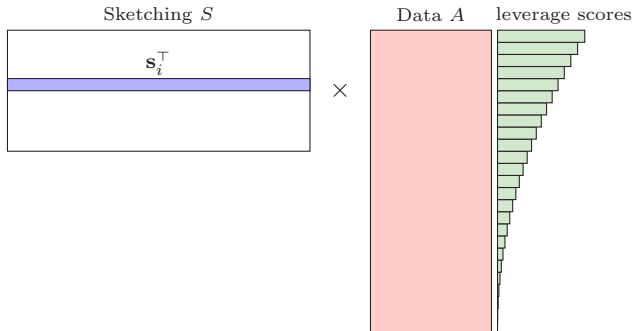 Sketching S
Data A
leverage scores
s_i^⊤
×